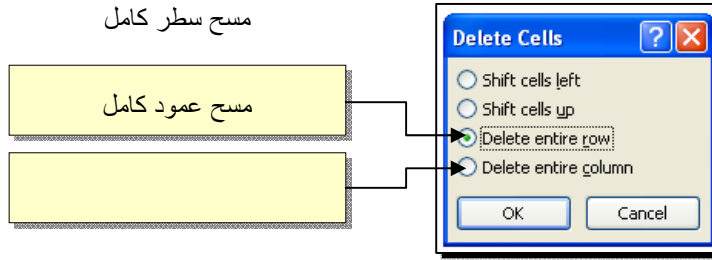 مسح سطر كامل
مسح عمود كامل
Delete Cells
Shift cells left
Shift cells up
Delete entire row
Delete entire column
OK
Cancel